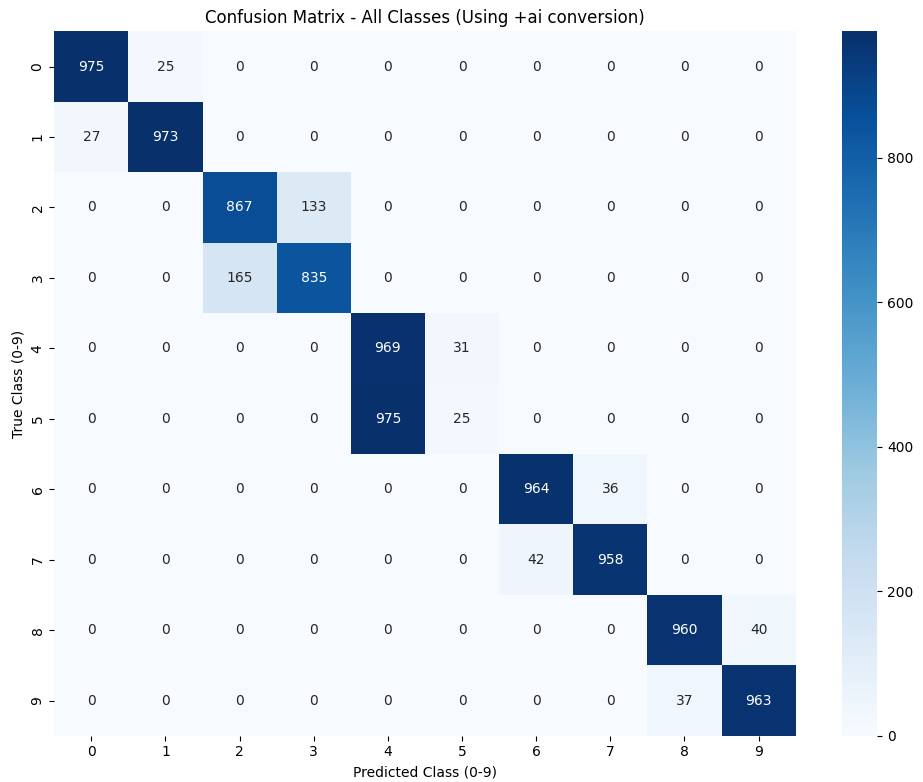 Confusion Matrix - All Classes (Using +ai conversion)
0 975 25 0 0 0 0 0 0 0 0
1 27 973 0 0 0 0 0 0 0 0
2 0 0 867 133 0 0 0 0 0 0
3 0 0 165 835 0 0 0 0 0 0
4 0 0 0 0 969 31 0 0 0 0
5 0 0 0 0 975 25 0 0 0 0
6 0 0 0 0 0 0 964 36 0 0
7 0 0 0 0 0 0 42 958 0 0
8 0 0 0 0 0 0 0 0 960 40
9 0 0 0 0 0 0 0 0 37 963
0 1 2 3 4 5 6 7 8 9
True Class (0-9)
Predicted Class (0-9)
800
600
400
200
0